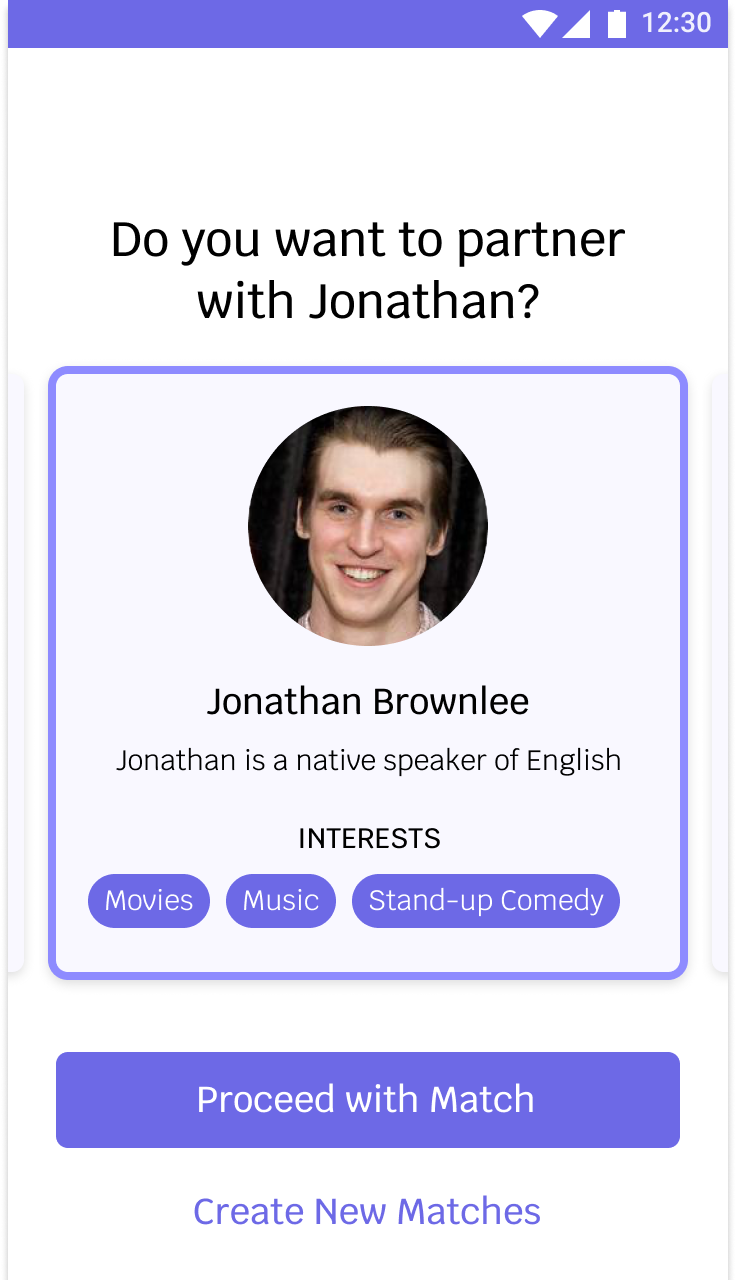 12:30
Do you want to partner
with Jonathan?
Jonathan Brownlee
Jonathan is a native speaker of English
INTERESTS
Movies Music Stand-up Comedy
Proceed with Match
Create New Matches